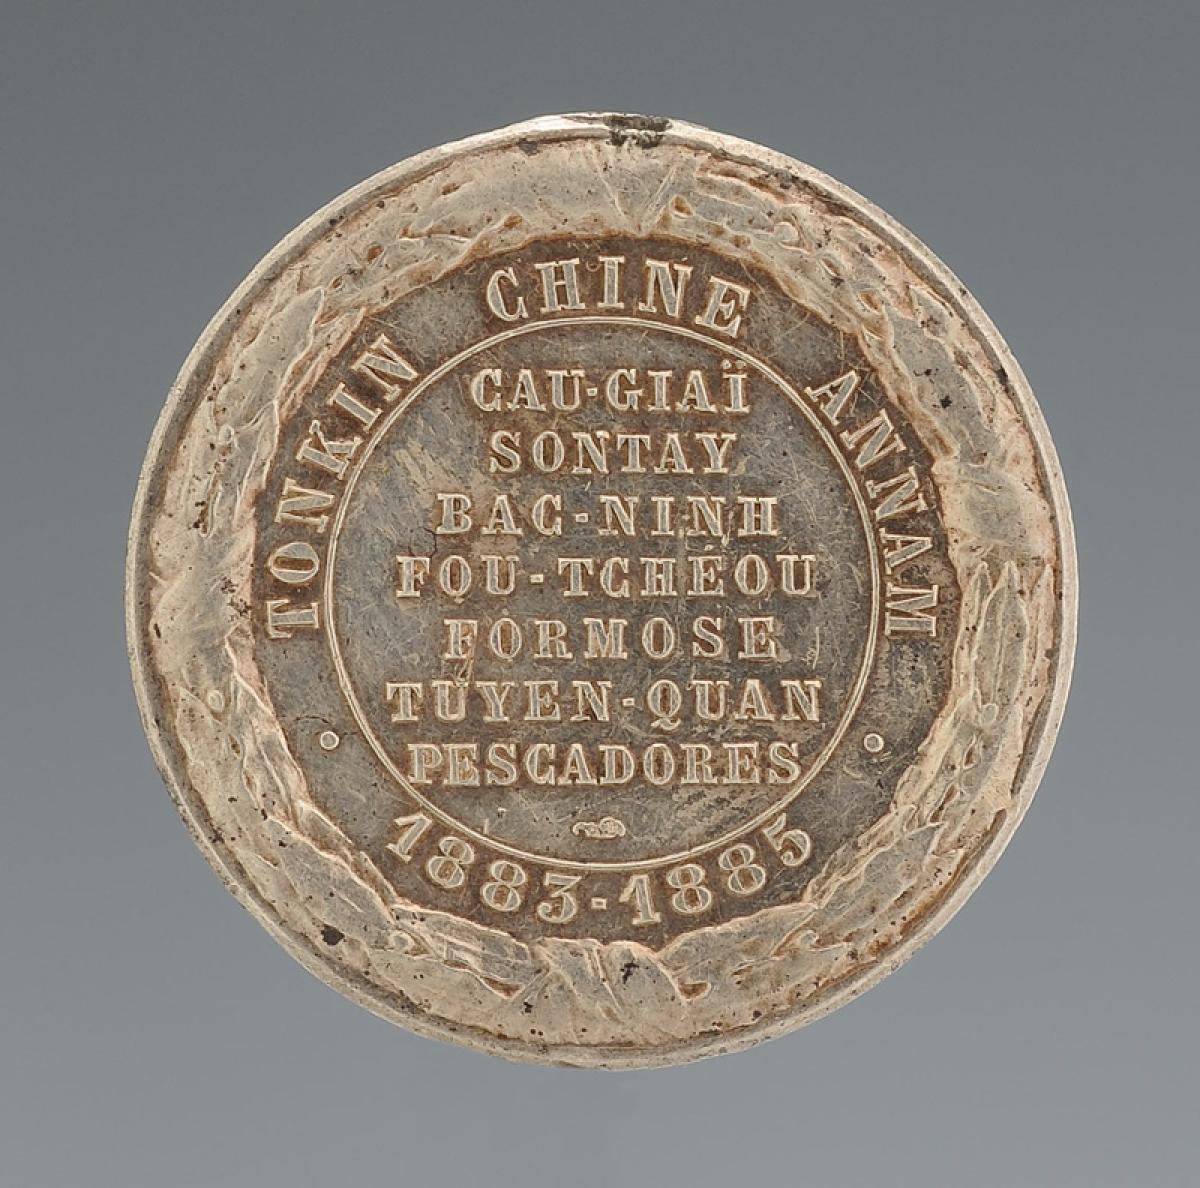 TONKIN CHINE ANNAM
CAU-GIAÏ
SONTAY
BAC-NINH
FOU-TCHÉOU
FORMOSE
TUYEN-QUAN
PESCADORES
1883-1885